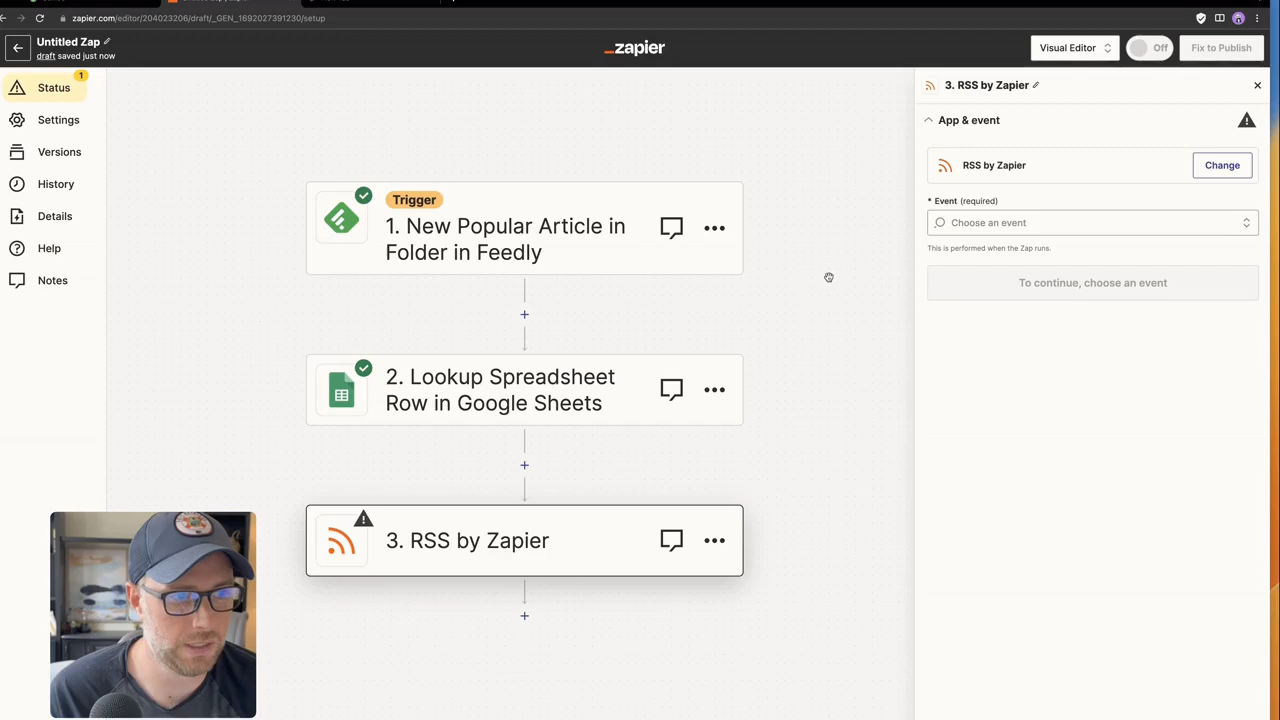 zapier.com/editor/204023206/draft/_GEN_1692027391230/setup
Untitled Zap
draft saved just now
_zapier
Visual Editor
Off
Fix to Publish
Status
1
Settings
Versions
History
Details
Help
Notes
Trigger
1. New Popular Article in
Folder in Feedly
2. Lookup Spreadsheet
Row in Google Sheets
3. RSS by Zapier
3. RSS by Zapier
App & event
RSS by Zapier
Change
* Event (required)
Choose an event
This is performed when the Zap runs.
To continue, choose an event